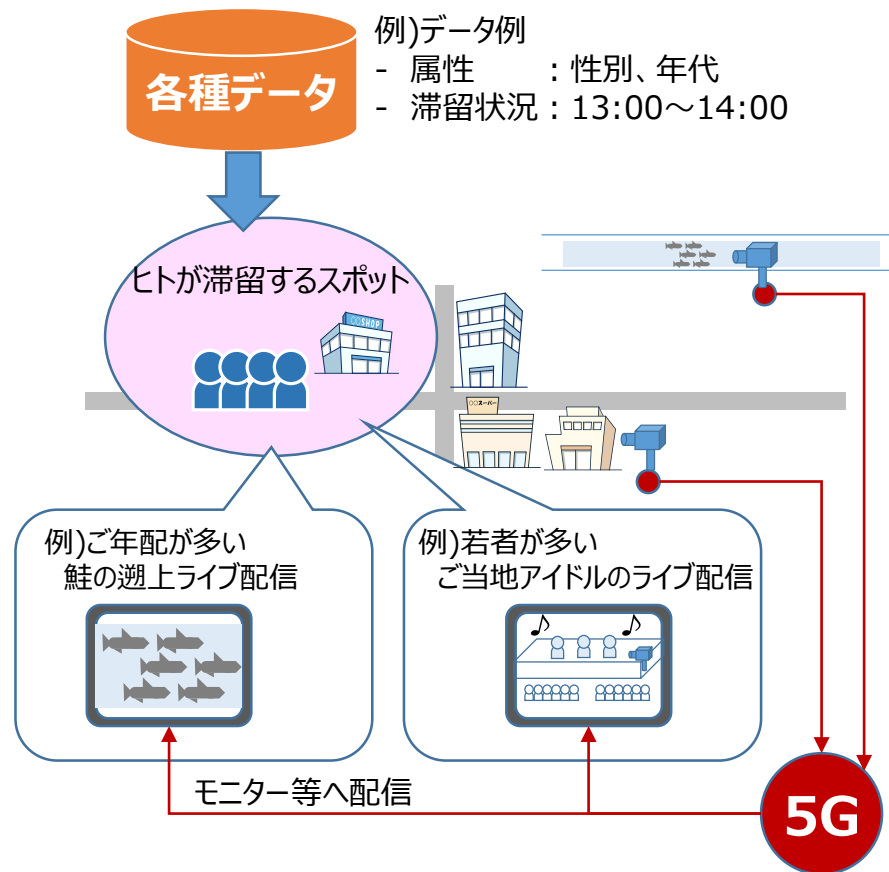 各種データ
例)データ例
- 属性　　：性別、年代
- 滞留状況：13:00～14:00
ヒトが滞留するスポット
○○SHOP
○○スーパー
例)ご年配が多い
鮭の遡上ライブ配信
例)若者が多い
ご当地アイドルのライブ配信
モニター等へ配信
5G